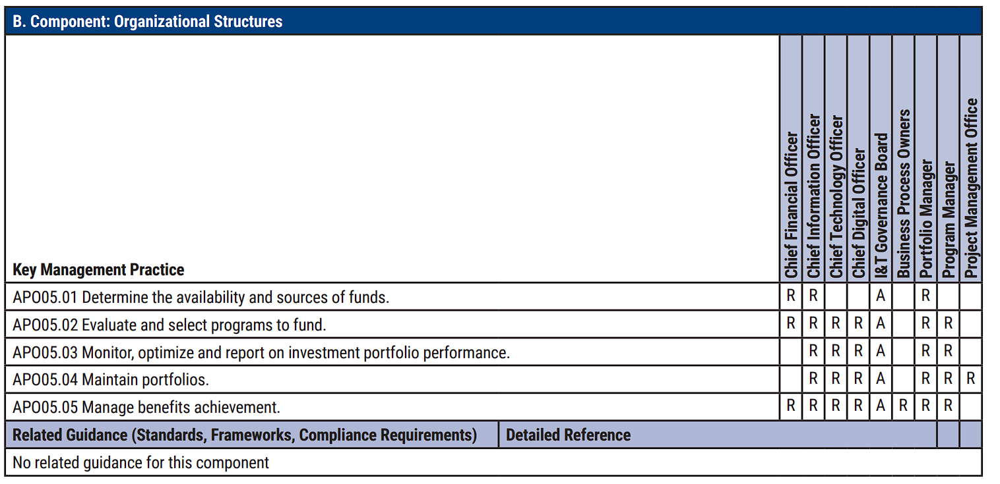 B. Component: Organizational Structures
Key Management Practice
Chief Financial Officer
Chief Information Officer
Chief Technology Officer
Chief Digital Officer
I&T Governance Board
Business Process Owners
Portfolio Manager
Program Manager
Project Management Office
APO05.01 Determine the availability and sources of funds. R R A R
APO05.02 Evaluate and select programs to fund. R R R R A R R
APO05.03 Monitor, optimize and report on investment portfolio performance. R R R A R R
APO05.04 Maintain portfolios. R R R A R R R
APO05.05 Manage benefits achievement. R R R R A R R R
Related Guidance (Standards, Frameworks, Compliance Requirements) Detailed Reference
No related guidance for this component